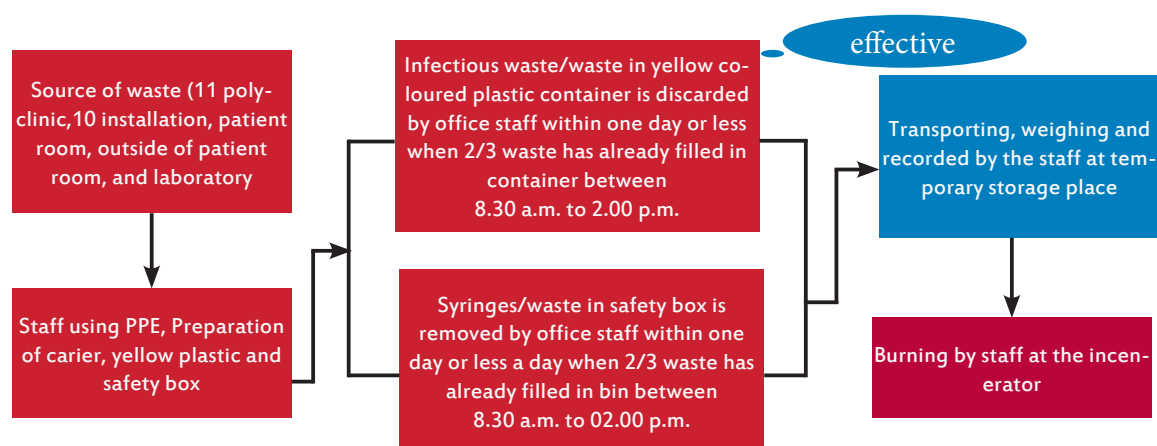 Source of waste (11 poly-
clinic,10 installation, patient
room, outside of patient
room, and laboratory
Staff using PPE, Preparation
of carier, yellow plastic and
safety box
effective
Infectious waste/waste in yellow co-
loured plastic container is discarded
by office staff within one day or less
when 2/3 waste has already filled in
container between
8.30 a.m. to 2.00 p.m.
Syringes/waste in safety box is
removed by office staff within one
day or less a day when 2/3 waste has
already filled in bin between
8.30 a.m. to 02.00 p.m.
Transporting, weighing and
recorded by the staff at tem-
porary storage place
Burning by staff at the incen-
erator